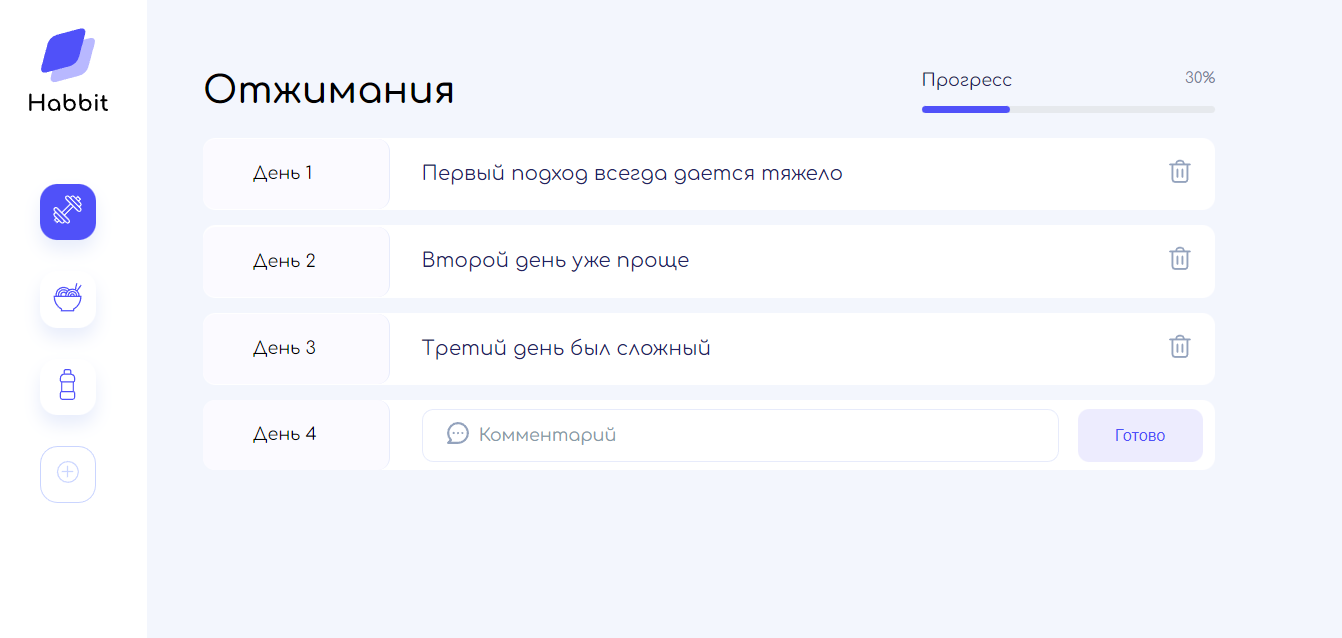 Habbit
Отжимания
Прогресс 30%
День 1 Первый подход всегда дается тяжело
День 2 Второй день уже проще
День 3 Третий день был сложный
День 4 Комментарий Готово